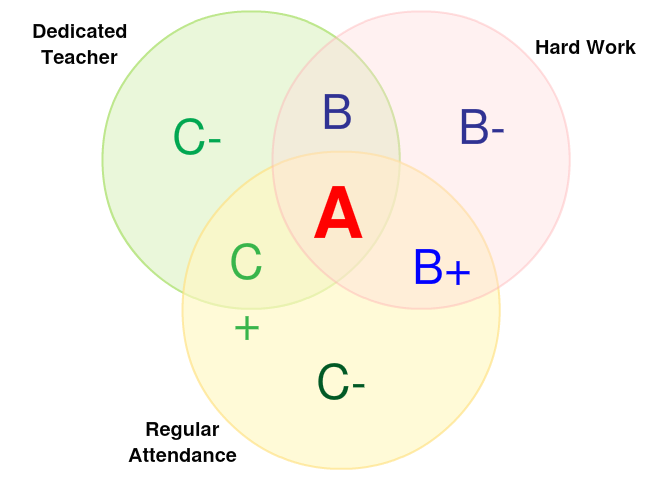 Dedicated
Teacher
Hard Work
B
B-
C-
A
C
+
B+
C-
Regular
Attendance